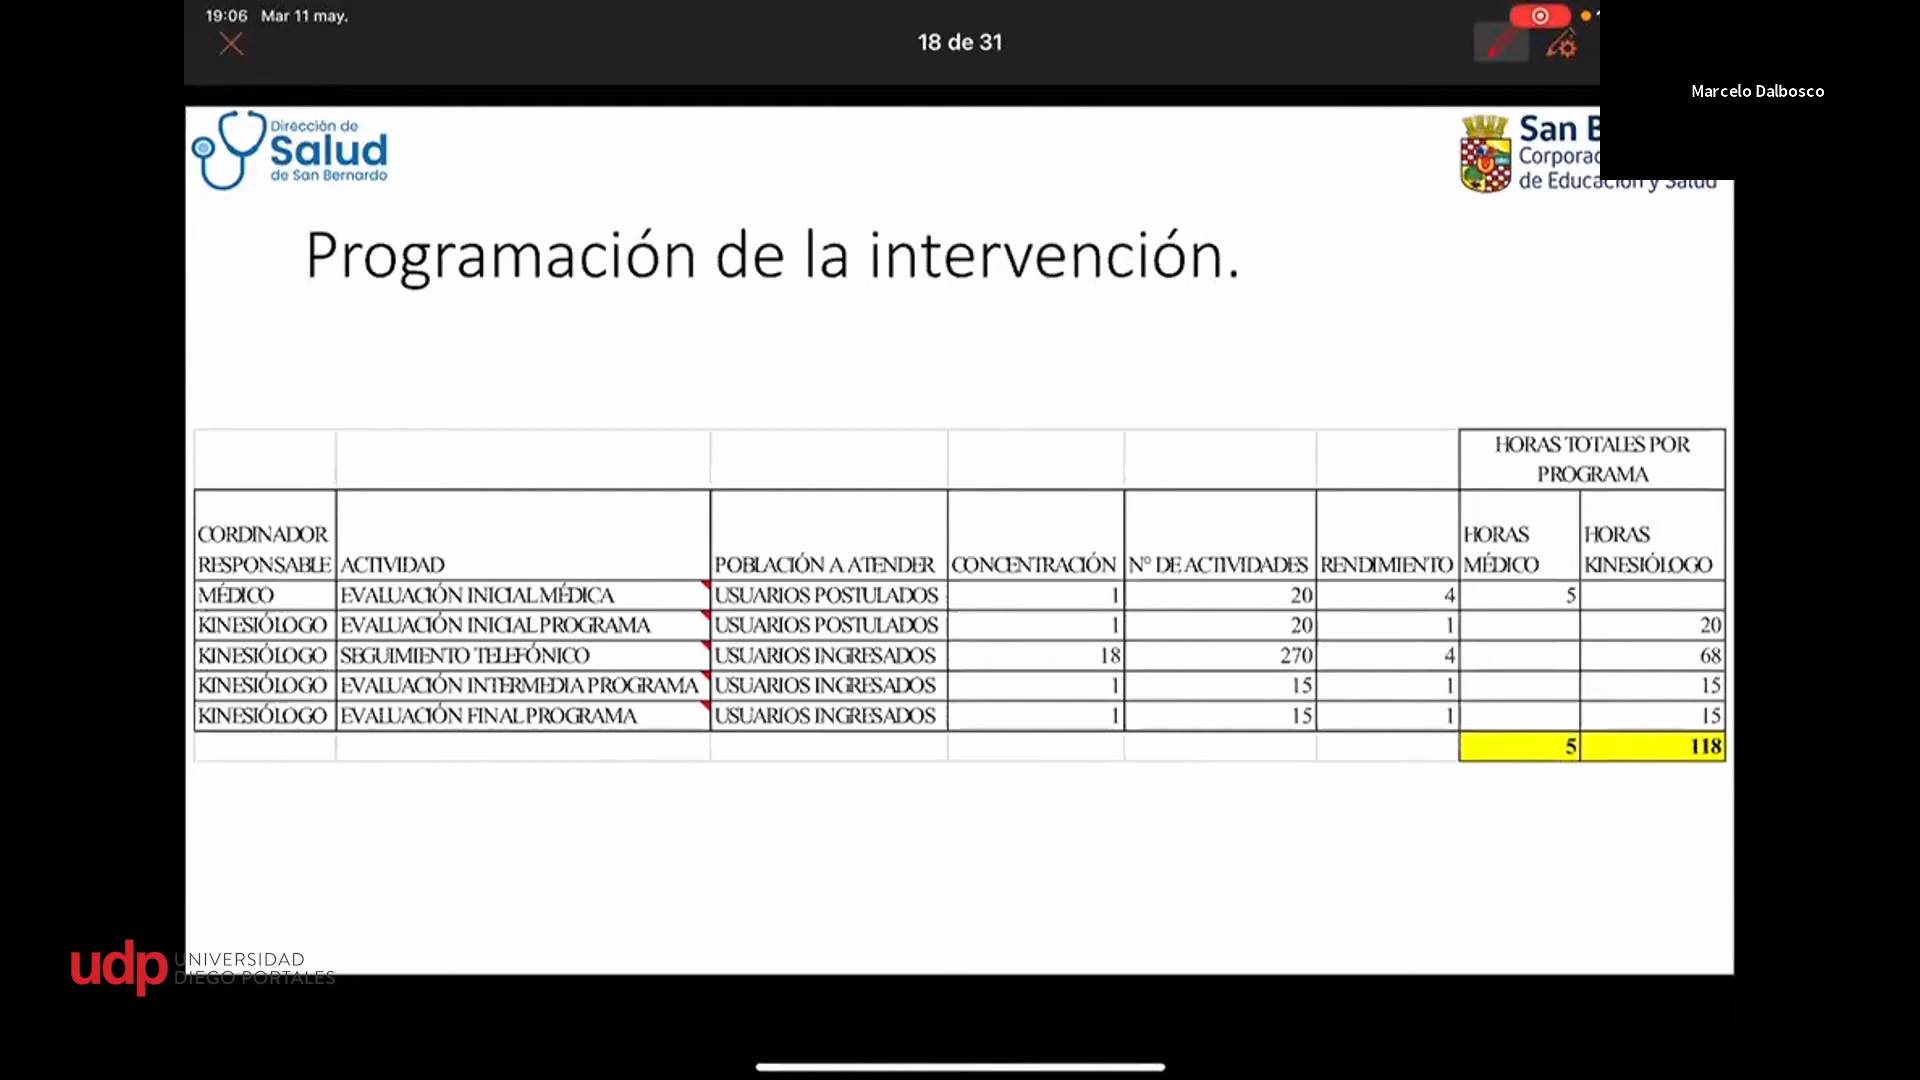 19:06 Mar 11 may.
18 de 31
Marcelo Dalbosco
Dirección de
Salud
de San Bernardo
San B
Corporac
de Educación y Salud
Programación de la intervención.
HORAS TOTALES POR
PROGRAMA
CORDINADOR
RESPONSABLE ACTIVIDAD POBLACIÓN A ATENDER CONCENTRACIÓN N° DE ACTIVIDADES RENDIMIENTO HORAS
MÉDICO HORAS
KINESIÓLOGO
MÉDICO EVALUACIÓN INICIAL MÉDICA USUARIOS POSTULADOS 1 20 4 5
KINESIÓLOGO EVALUACIÓN INICIAL PROGRAMA USUARIOS POSTULADOS 1 20 1 20
KINESIÓLOGO SEGUIMIENTO TELEFÓNICO USUARIOS INGRESADOS 18 270 4 68
KINESIÓLOGO EVALUACIÓN INTERMEDIA PROGRAMA USUARIOS INGRESADOS 1 15 1 15
KINESIÓLOGO EVALUACIÓN FINAL PROGRAMA USUARIOS INGRESADOS 1 15 1 15
5 118
udp UNIVERSIDAD
DIEGO PORTALES